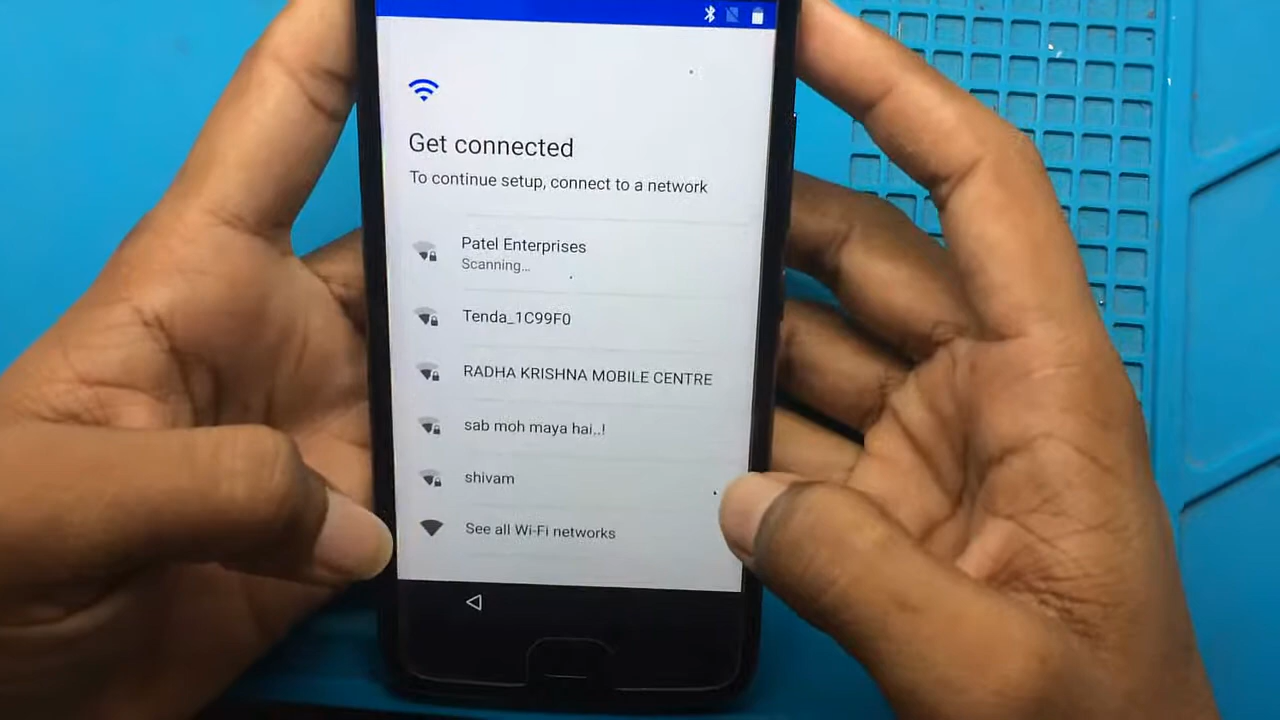 Get connected
To continue setup, connect to a network
Patel Enterprises
Scanning...
Tenda_1C99F0
RADHA KRISHNA MOBILE CENTRE
sab moh maya hai..!
shivam
See all Wi-Fi networks